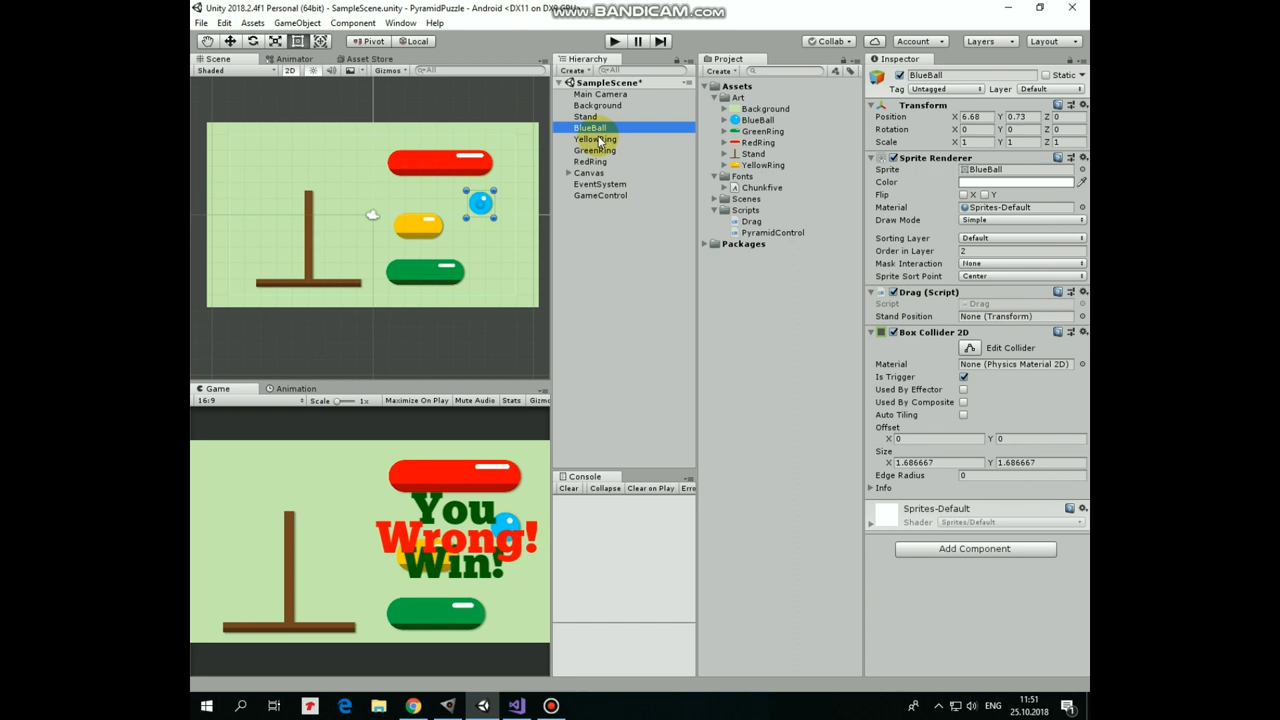 Unity 2018.2.4f1 Personal (64bit) - SampleScene.unity - PyramidPuzzle - Android <DX11 on DX9 GPU>
www.BANDICAM.com
File Edit Assets GameObject Component Window Help
Pivot Local Collab Account Layers Layout
Scene Animator Asset Store
Shaded 2D Gizmos All
Hierarchy
Create All
SampleScene*
Main Camera
Background
Stand
BlueBall
YellowRing
GreenRing
RedRing
Canvas
EventSystem
GameControl
Project
Create
Assets
Art
Background
BlueBall
GreenRing
RedRing
Stand
YellowRing
Fonts
Chunkfive
Scenes
Scripts
Drag
PyramidControl
Packages
Inspector
BlueBall Static
Tag Untagged Layer Default
Transform
Position X 6.68 Y 0.73 Z 0
Rotation X 0 Y 0 Z 0
Scale X 1 Y 1 Z 1
Sprite Renderer
Sprite BlueBall
Color
Flip X Y
Material Sprites-Default
Draw Mode Simple
Sorting Layer Default
Order in Layer 2
Mask Interaction None
Sprite Sort Point Center
Drag (Script)
Script Drag
Stand Position None (Transform)
Box Collider 2D
Edit Collider
Material None (Physics Material 2D)
Is Trigger
Used By Effector
Used By Composite
Auto Tiling
Offset
X 0 Y 0
Size
X 1.686667 Y 1.686667
Edge Radius 0
Info
Sprites-Default
Shader Sprites/Default
Add Component
Game Animation
16:9 Scale 1x Maximize On Play Mute Audio Stats Gizmo
You
Wrong!
Win!
Console
Clear Collapse Clear on Play Erro
ENG
11:51
25.10.2018
1